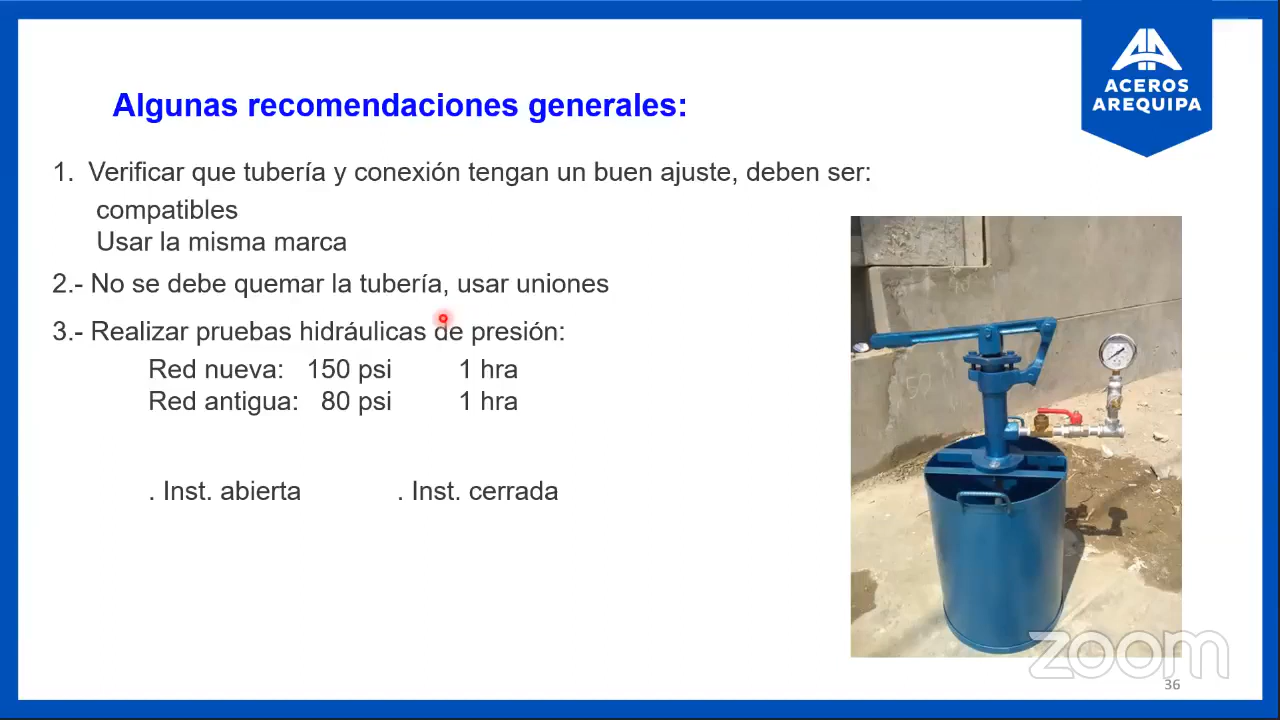 ACEROS
AREQUIPA
Algunas recomendaciones generales:
1. Verificar que tubería y conexión tengan un buen ajuste, deben ser:
compatibles
Usar la misma marca
2.- No se debe quemar la tubería, usar uniones
3.- Realizar pruebas hidráulicas de presión:
Red nueva: 150 psi 1 hra
Red antigua: 80 psi 1 hra
. Inst. abierta . Inst. cerrada
zoom
36